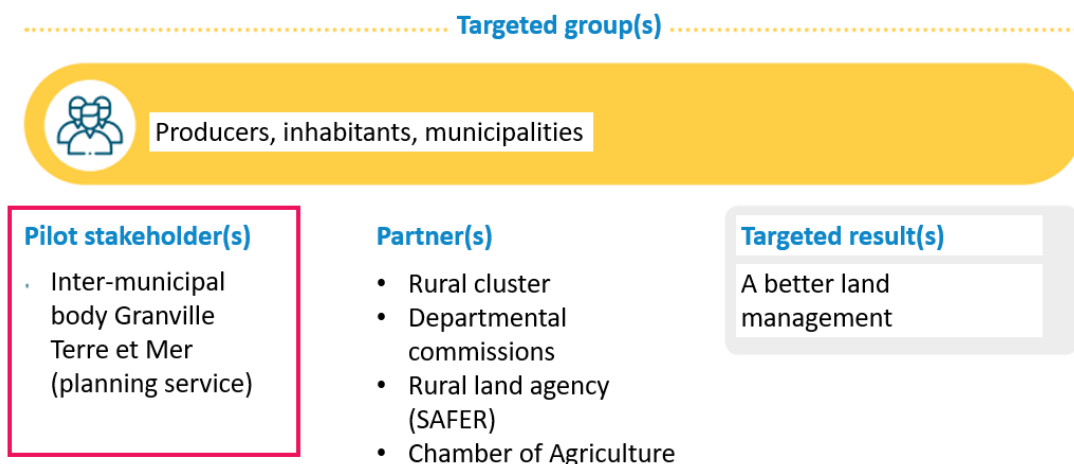 Targeted group(s)
Producers, inhabitants, municipalities
Pilot stakeholder(s)
Inter-municipal
body Granville
Terre et Mer
(planning service)
Partner(s)
• Rural cluster
• Departmental
commissions
• Rural land agency
(SAFER)
• Chamber of Agriculture
Targeted result(s)
A better land
management